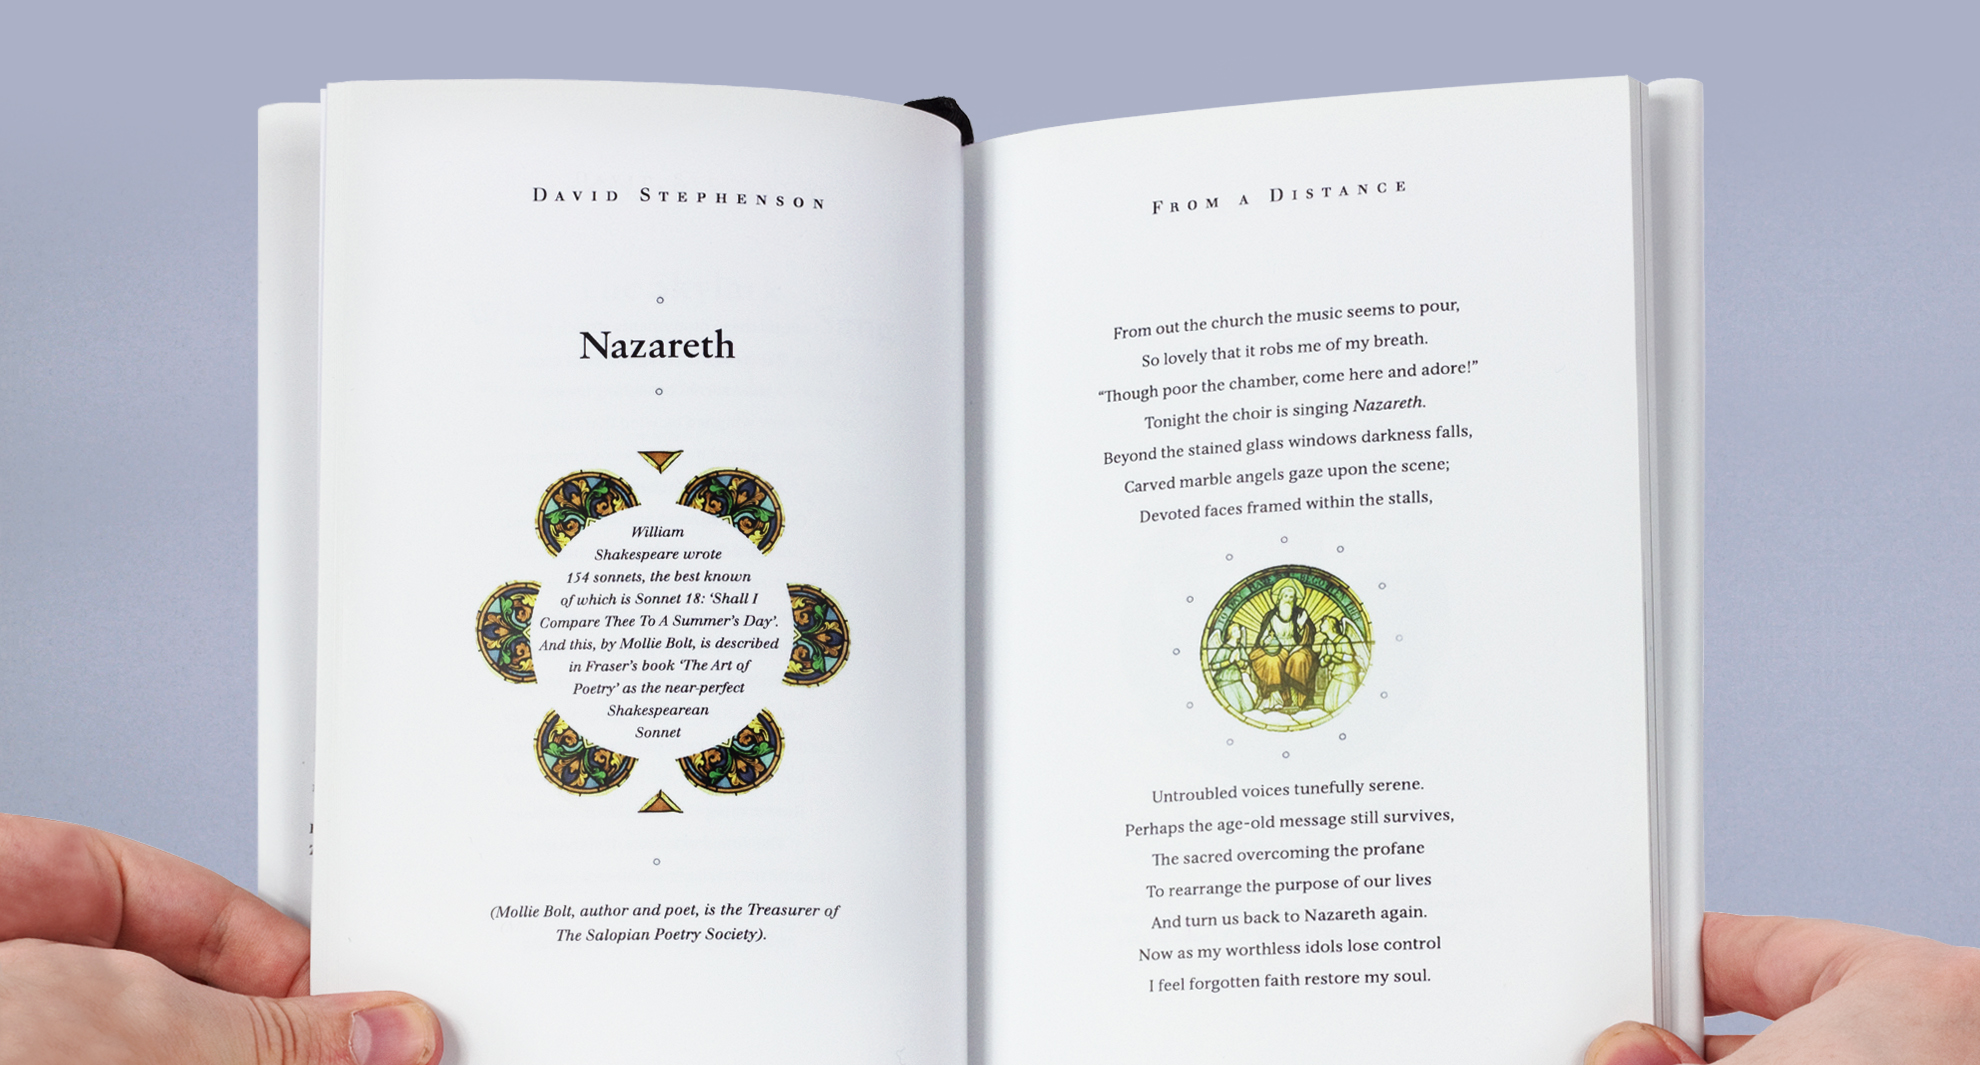 DAVID STEPHENSON
Nazareth
William
Shakespeare wrote
154 sonnets, the best known
of which is Sonnet 18: ‘Shall I
Compare Thee To A Summer’s Day’.
And this, by Mollie Bolt, is described
in Fraser’s book ‘The Art of
Poetry’ as the near-perfect
Shakespearean
Sonnet
(Mollie Bolt, author and poet, is the Treasurer of
The Salopian Poetry Society).
FROM A DISTANCE
From out the church the music seems to pour,
So lovely that it robs me of my breath.
“Though poor the chamber, come here and adore!”
Tonight the choir is singing Nazareth.
Beyond the stained glass windows darkness falls,
Carved marble angels gaze upon the scene;
Devoted faces framed within the stalls,
Untroubled voices tunefully serene.
Perhaps the age-old message still survives,
The sacred overcoming the profane
To rearrange the purpose of our lives
And turn us back to Nazareth again.
Now as my worthless idols lose control
I feel forgotten faith restore my soul.